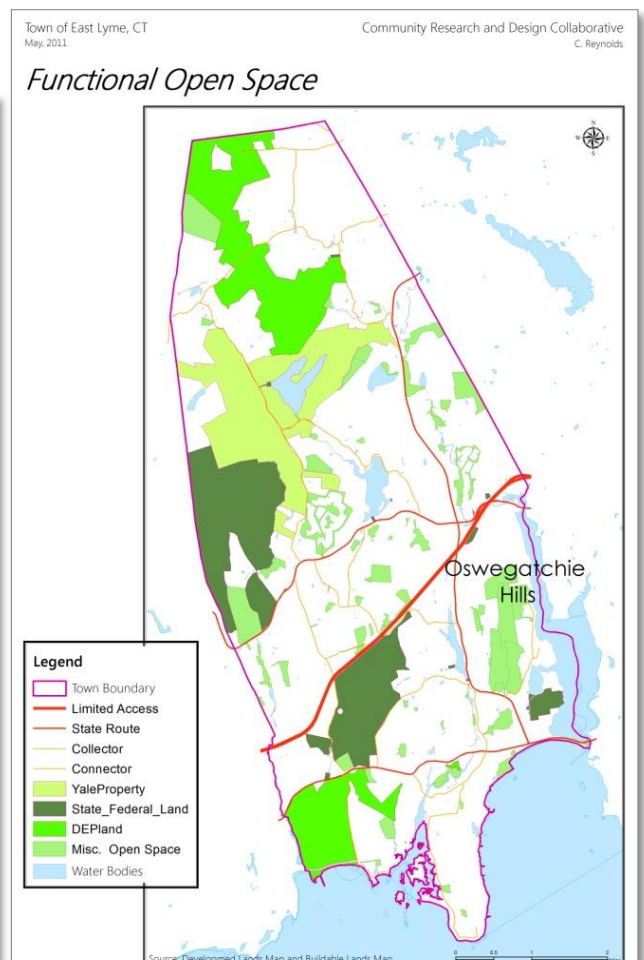 Town of East Lyme, CT
May, 2011
Community Research and Design Collaborative
C. Reynolds
Functional Open Space
N
W E
S
Oswegatchie
Hills
Legend
Town Boundary
Limited Access
State Route
Collector
Connector
YaleProperty
State_Federal_Land
DEPland
Misc. Open Space
Water Bodies
Source: Developmed Lands Map and Buildable Lands Map
0 0.5 1 2